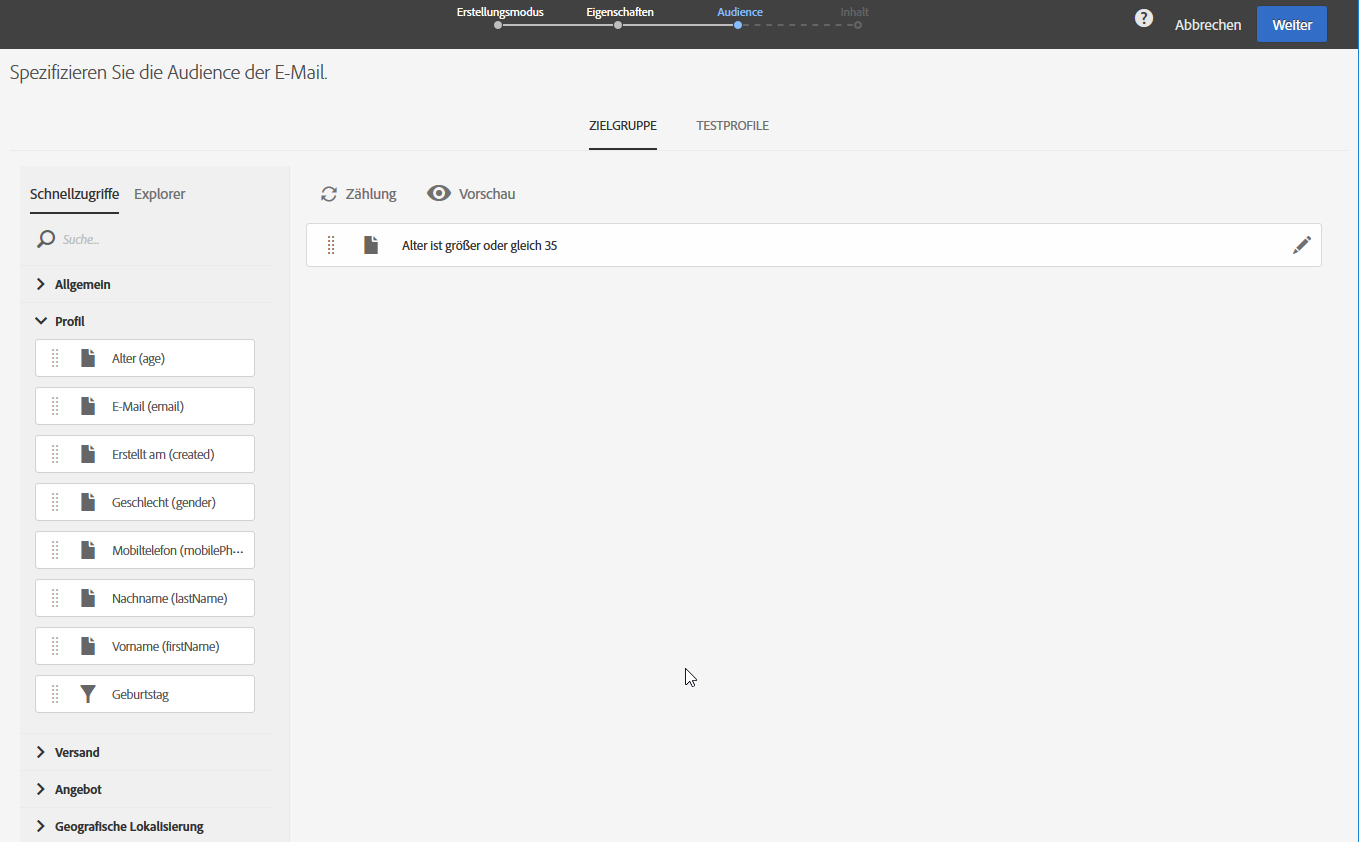 Erstellungsmodus
Eigenschaften
Audience
Inhalt
?
Abbrechen
Weiter
Spezifizieren Sie die Audience der E-Mail.
ZIELGRUPPE
TESTPROFILE
Schnellzugriffe
Explorer
Suche...
Allgemein
Profil
Alter (age)
E-Mail (email)
Erstellt am (created)
Geschlecht (gender)
Mobiltelefon (mobilePh···
Nachname (lastName)
Vorname (firstName)
Geburtstag
Versand
Angebot
Geografische Lokalisierung
Zählung
Vorschau
Alter ist größer oder gleich 35